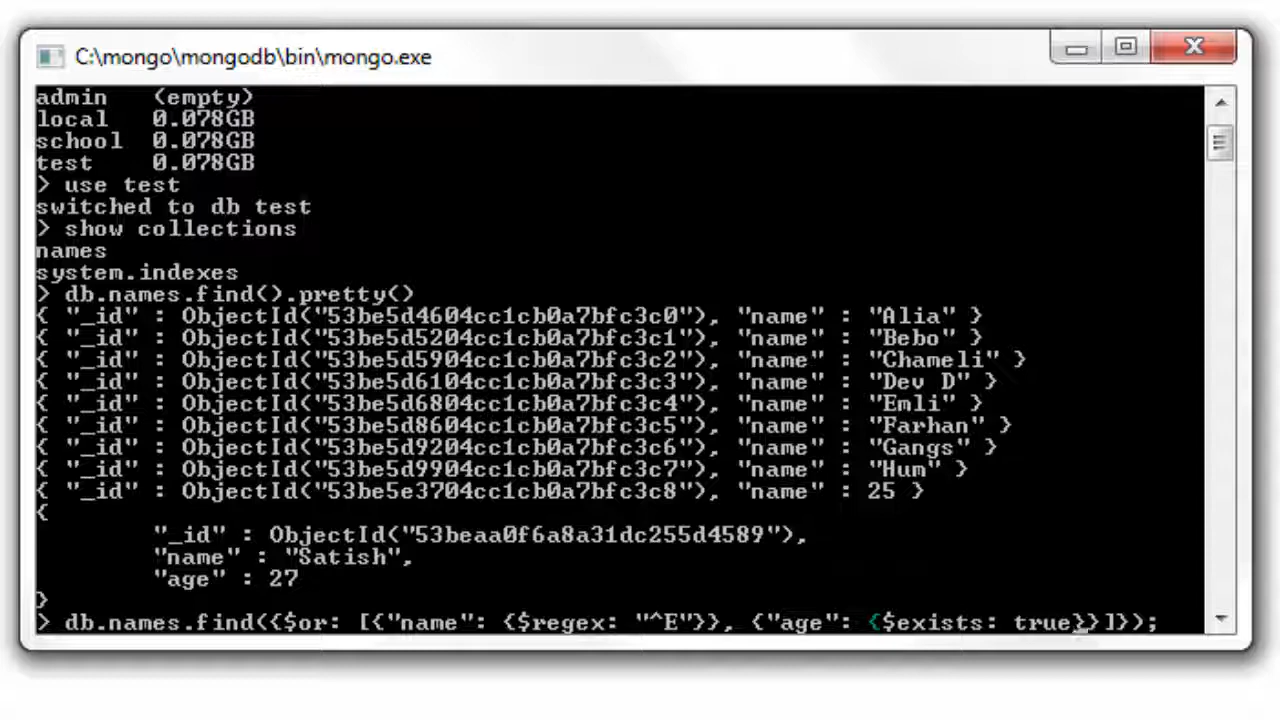 C:\mongo\mongodb\bin\mongo.exe
admin   (empty)
local   0.078GB
school  0.078GB
test    0.078GB
> use test
switched to db test
> show collections
names
system.indexes
> db.names.find().pretty()
{ "_id" : ObjectId("53be5d4604cc1cb0a7bfc3c0"), "name" : "Alia" }
{ "_id" : ObjectId("53be5d5204cc1cb0a7bfc3c1"), "name" : "Bebo" }
{ "_id" : ObjectId("53be5d5904cc1cb0a7bfc3c2"), "name" : "Chameli" }
{ "_id" : ObjectId("53be5d6104cc1cb0a7bfc3c3"), "name" : "Dev D" }
{ "_id" : ObjectId("53be5d6804cc1cb0a7bfc3c4"), "name" : "Emli" }
{ "_id" : ObjectId("53be5d8604cc1cb0a7bfc3c5"), "name" : "Farhan" }
{ "_id" : ObjectId("53be5d9204cc1cb0a7bfc3c6"), "name" : "Gangs" }
{ "_id" : ObjectId("53be5d9904cc1cb0a7bfc3c7"), "name" : "Hum" }
{ "_id" : ObjectId("53be5e3704cc1cb0a7bfc3c8"), "name" : 25 }
{
        "_id" : ObjectId("53beaa0f6a8a31dc255d4589"),
        "name" : "Satish",
        "age" : 27
}
> db.names.find({$or: [{"name": {$regex: "^E"}}, {"age": {$exists: true}}]});